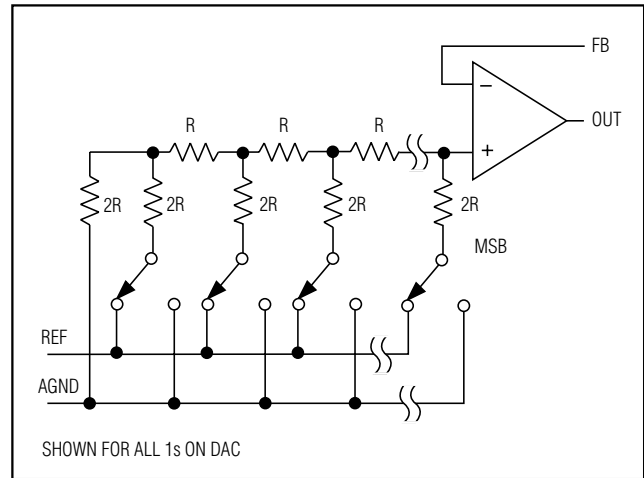 FB
R R R
−
+
OUT
2R 2R 2R 2R 2R
MSB
REF
AGND
SHOWN FOR ALL 1s ON DAC